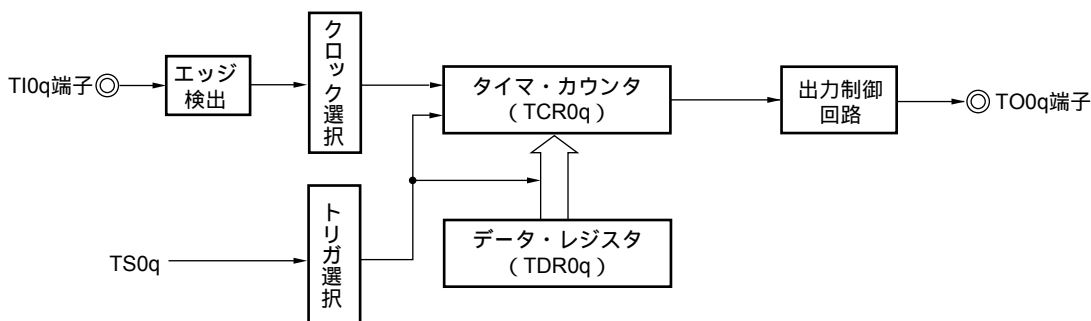 TI0q端子
エッジ
検出
クロック選択
タイマ・カウンタ
(TCR0q)
出力制御
回路
TO0q端子
TS0q
トリガ選択
データ・レジスタ
(TDR0q)